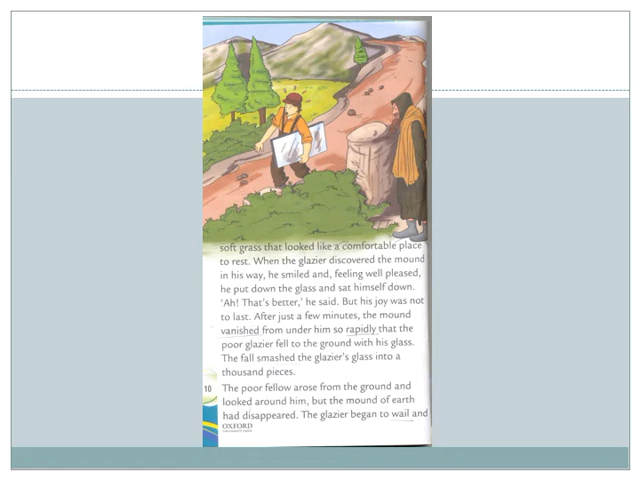 soft grass that looked like a comfortable place
to rest. When the glazier discovered the mound
in his way, he smiled and, feeling well pleased,
he put down the glass and sat himself down.
‘Ah! That’s better,’ he said. But his joy was not
to last. After just a few minutes, the mound
vanished from under him so rapidly that the
poor glazier fell to the ground with his glass.
The fall smashed the glazier’s glass into a
thousand pieces.
10
The poor fellow arose from the ground and
looked around him, but the mound of earth
had disappeared. The glazier began to wail and
OXFORD